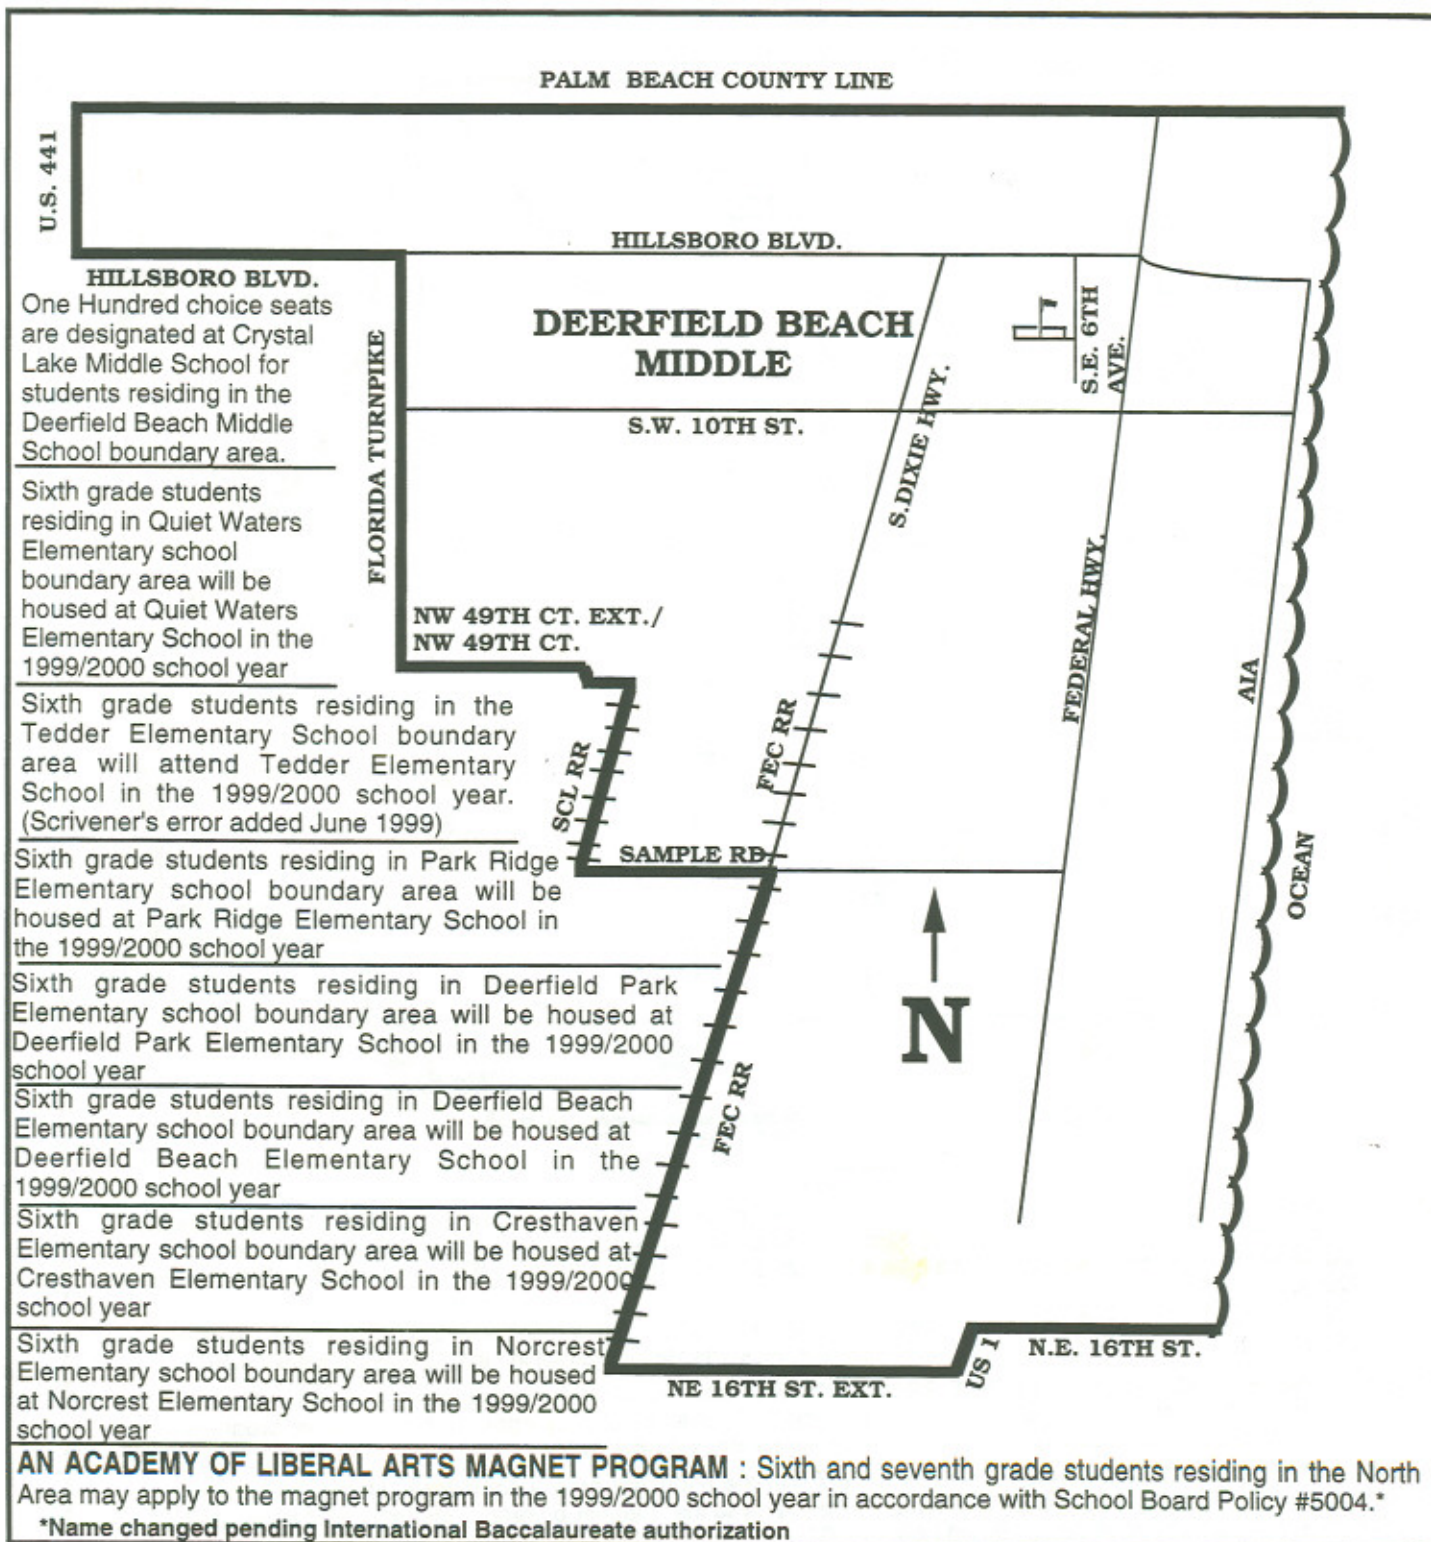 PALM BEACH COUNTY LINE
U.S. 441
HILLSBORO BLVD.
HILLSBORO BLVD.
One Hundred choice seats
are designated at Crystal
Lake Middle School for
students residing in the
Deerfield Beach Middle
School boundary area.
FLORIDA TURNPIKE
DEERFIELD BEACH
MIDDLE
S.E. 6TH
AVE.
S.W. 10TH ST.
S.DIXIE HWY.
Sixth grade students
residing in Quiet Waters
Elementary school
boundary area will be
housed at Quiet Waters
Elementary School in the
1999/2000 school year
NW 49TH CT. EXT./
NW 49TH CT.
FEDERAL HWY.
AIA
Sixth grade students residing in the
Tedder Elementary School boundary
area will attend Tedder Elementary
School in the 1999/2000 school year.
(Scrivener's error added June 1999)
SCL RR
FEC RR
SAMPLE RD.
OCEAN
Sixth grade students residing in Park Ridge
Elementary school boundary area will be
housed at Park Ridge Elementary School in
the 1999/2000 school year
N
Sixth grade students residing in Deerfield Park
Elementary school boundary area will be housed at
Deerfield Park Elementary School in the 1999/2000
school year
FEC RR
Sixth grade students residing in Deerfield Beach
Elementary school boundary area will be housed at
Deerfield Beach Elementary School in the
1999/2000 school year
Sixth grade students residing in Cresthaven
Elementary school boundary area will be housed at
Cresthaven Elementary School in the 1999/2000
school year
Sixth grade students residing in Norcrest
Elementary school boundary area will be housed
at Norcrest Elementary School in the 1999/2000
school year
NE 16TH ST. EXT.
US 1
N.E. 16TH ST.
AN ACADEMY OF LIBERAL ARTS MAGNET PROGRAM : Sixth and seventh grade students residing in the North
Area may apply to the magnet program in the 1999/2000 school year in accordance with School Board Policy #5004.*
*Name changed pending International Baccalaureate authorization